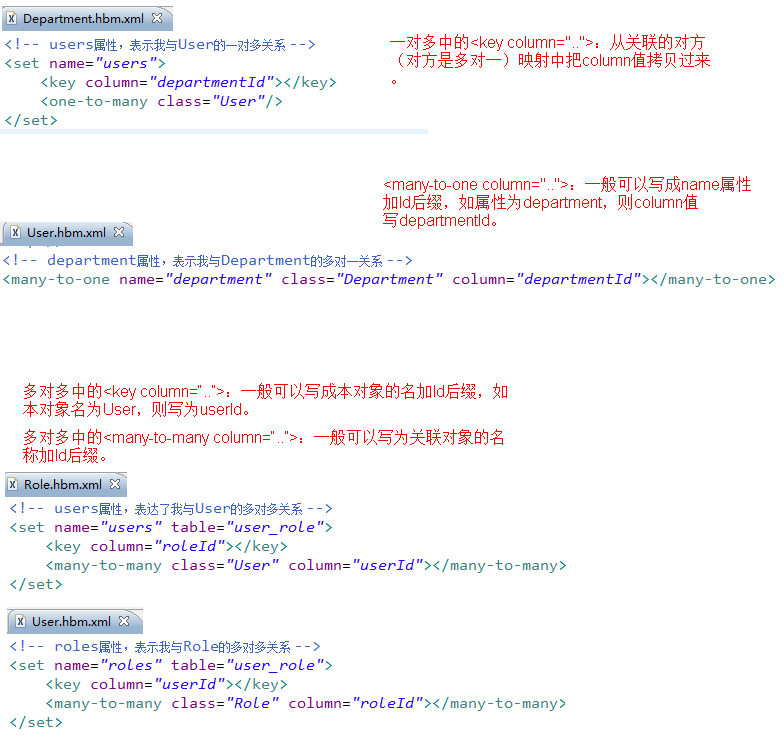 Department.hbm.xml
<!-- users属性，表示我与User的一对多关系 -->
<set name="users">
<key column="departmentId"></key>
<one-to-many class="User"/>
</set>
一对多中的<key column="..">：从关联的对方
（对方是多对一）映射中把column值拷贝过来
。
<many-to-one column="..">：一般可以写成name属性
加Id后缀，如属性为department，则column值
写departmentId。
User.hbm.xml
<!-- department属性，表示我与Department的多对一关系 -->
<many-to-one name="department" class="Department" column="departmentId"></many-to-one>
多对多中的<key column="..">：一般可以写成本对象的名加Id后缀，如
本对象名为User，则写为userId。
多对多中的<many-to-many column="..">：一般可以写为关联对象的名
称加Id后缀。
Role.hbm.xml
<!-- users属性，表达了我与User的多对多关系 -->
<set name="users" table="user_role">
<key column="roleId"></key>
<many-to-many class="User" column="userId"></many-to-many>
</set>
User.hbm.xml
<!-- roles属性，表示我与Role的多对多关系 -->
<set name="roles" table="user_role">
<key column="userId"></key>
<many-to-many class="Role" column="roleId"></many-to-many>
</set>